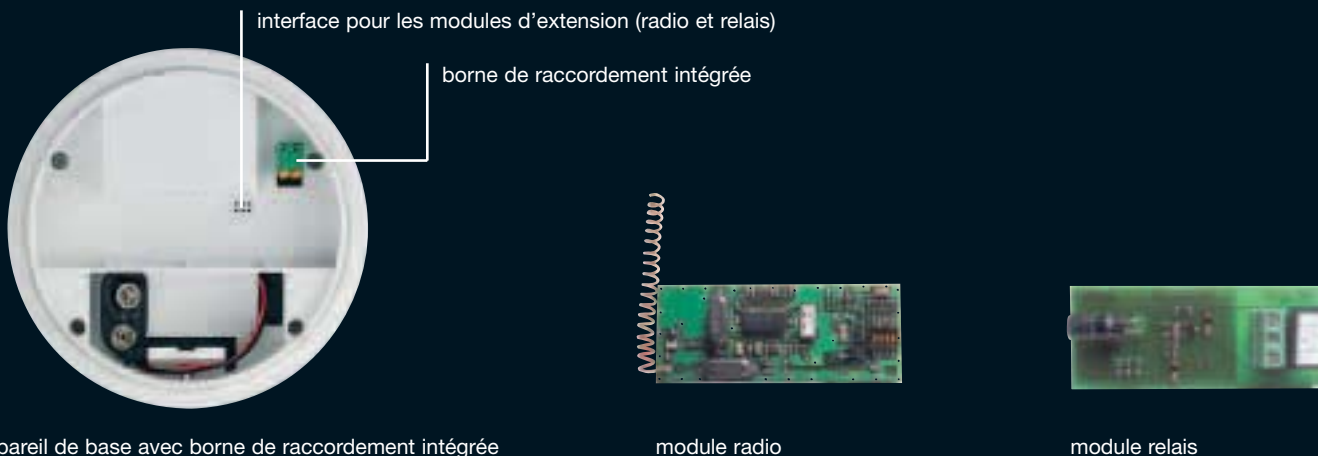 interface pour les modules d’extension (radio et relais)
borne de raccordement intégrée
pareil de base avec borne de raccordement intégrée
module radio
module relais